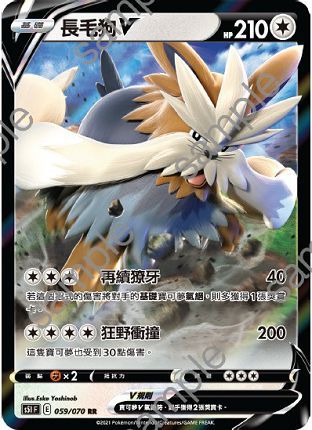 基礎 長毛狗V HP 210
sample
再續獠牙 40
若這個招式的傷害將對手的基礎寶可夢【氣絕】,則多獲得1張獎賞卡。
狂野衝撞 200
這隻寶可夢也受到30點傷害。
弱點 ×2 抵抗力
V規則
寶可夢V【氣絕】時,對手獲得2張獎賞卡。
Illus.Eske Yoshinob
S5I F E 059/070 RR
©2021 Pokémon/Nintendo/Creatures/GAME FREAK.